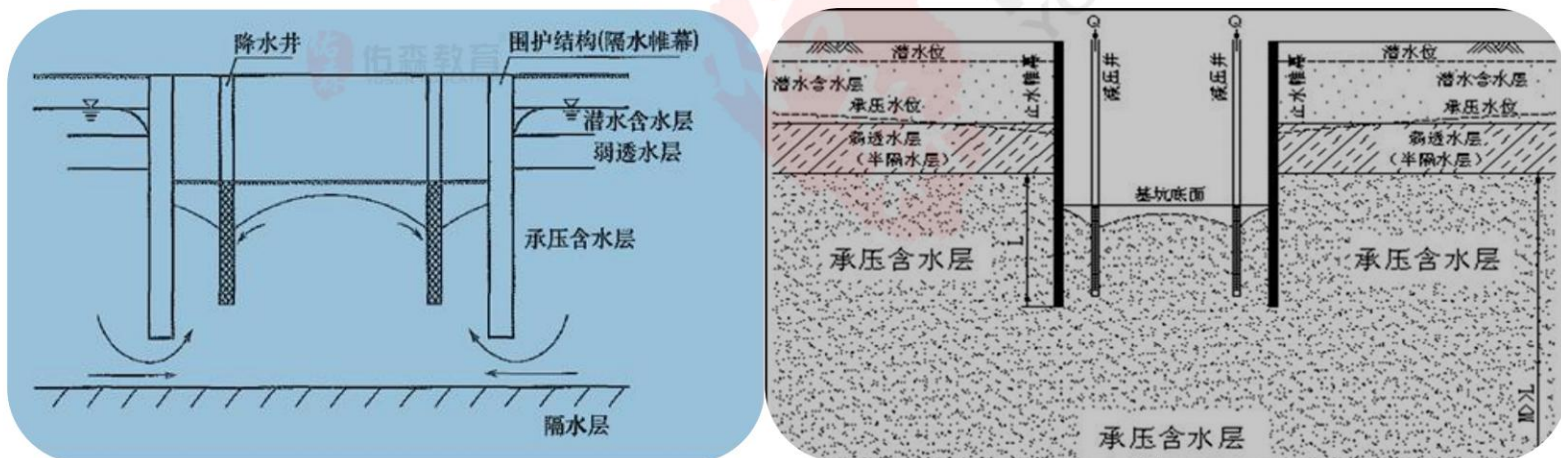 降水井
围护结构(隔水帷幕)
佑森教育
潜水含水层
弱透水层
承压含水层
隔水层
Q
Q
潜水位
潜水位
潜水含水层
潜水含水层
承压水位
承压水位
止水帷幕
减压井
减压井
止水帷幕
弱透水层
(半隔水层)
弱透水层
(半隔水层)
基坑底面
L
承压含水层
承压含水层
承压含水层